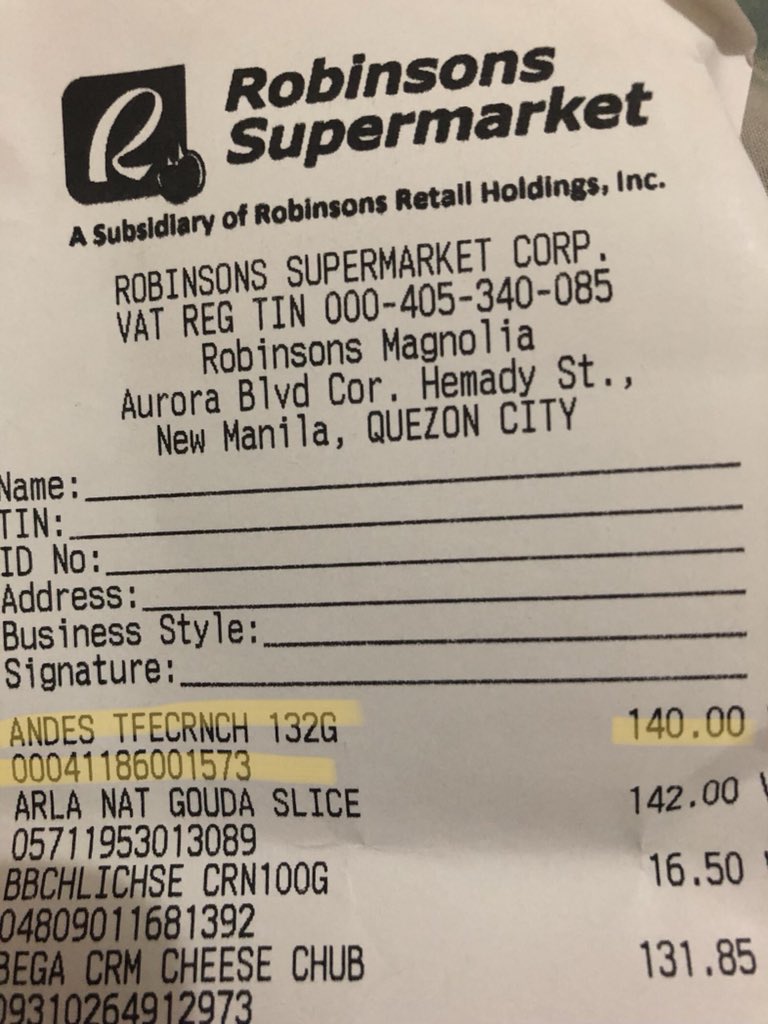 Robinsons
Supermarket
A Subsidiary of Robinsons Retail Holdings, Inc.
ROBINSONS SUPERMARKET CORP.
VAT REG TIN 000-405-340-085
Robinsons Magnolia
Aurora Blvd Cor. Hemady St.,
New Manila, QUEZON CITY
Name:
TIN:
ID No:
Address:
Business Style:
Signature:
ANDES TFECRNCH 132G 140.00
00041186001573
ARLA NAT GOUDA SLICE 142.00
05711953013089
BBCHLICHSE CRN100G 16.50
04809011681392
BEGA CRM CHEESE CHUB 131.85
09310264912973